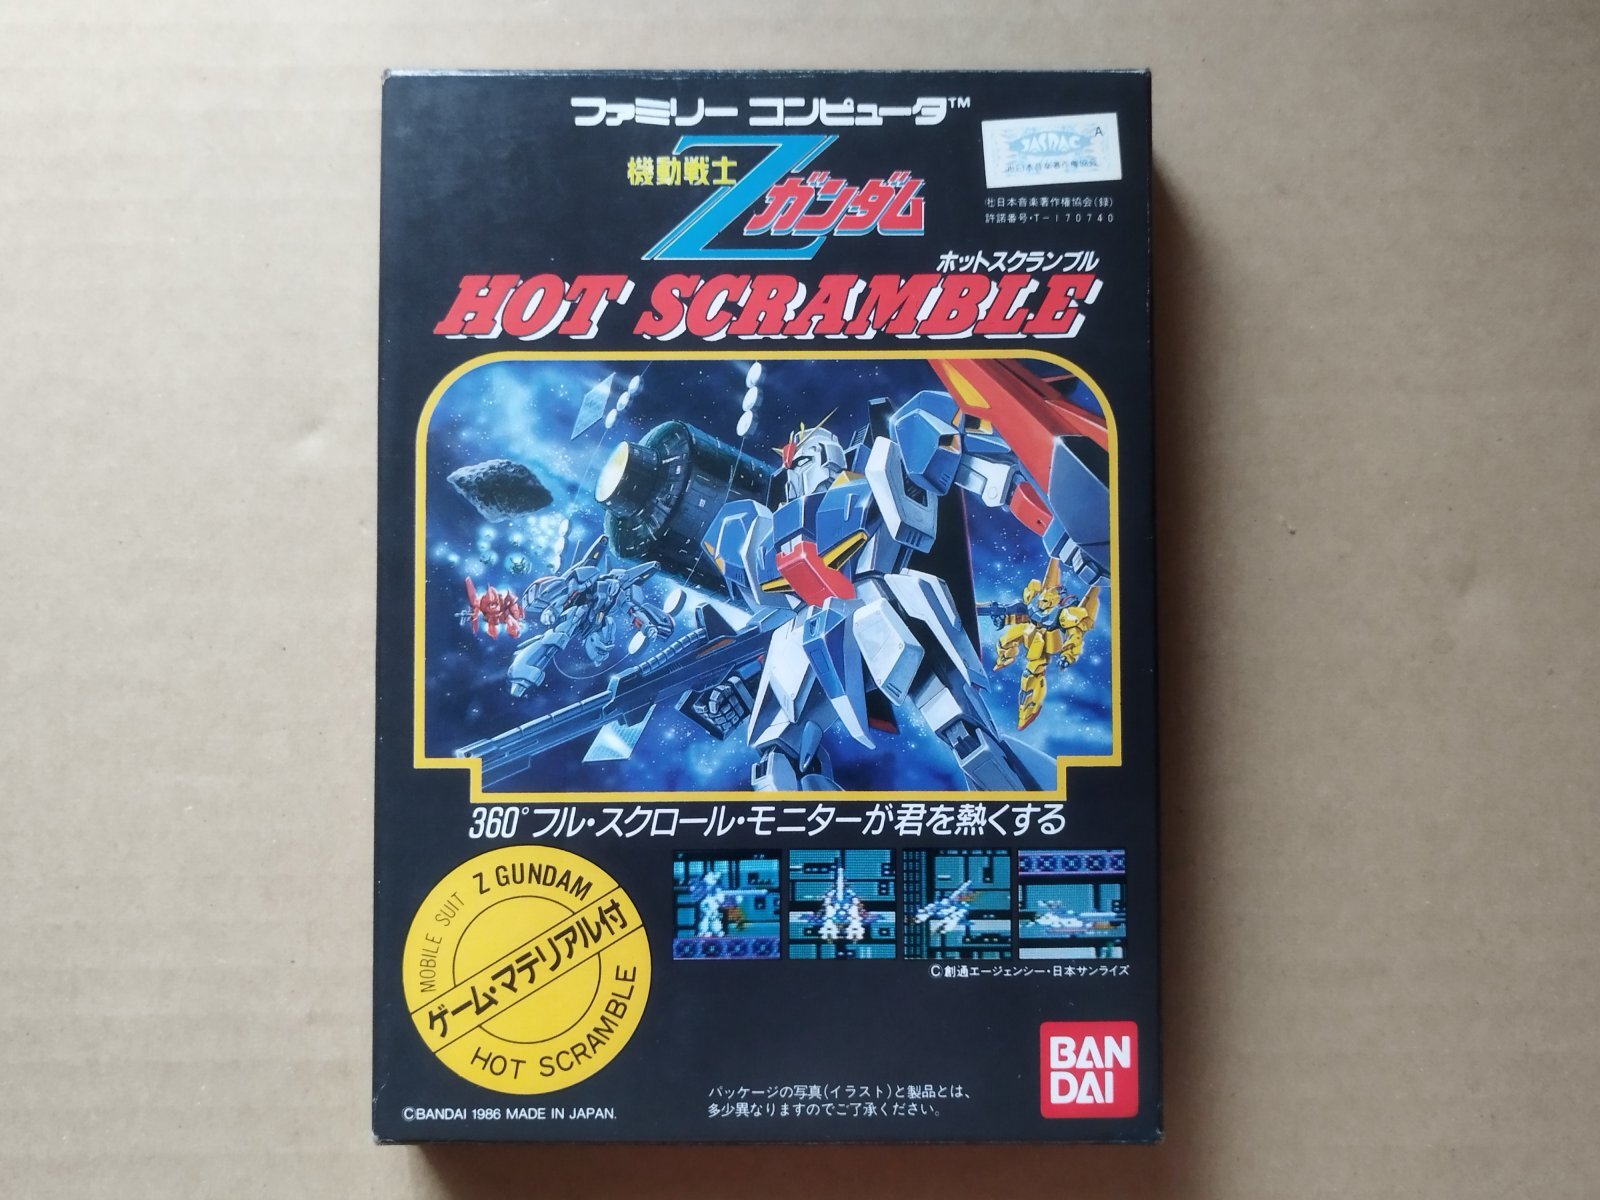 ファミリー コンピュータ™
JASRAC
A
機動戦士
Zガンダム
(社)日本音楽著作権協会(録)
許諾番号・T-170740
ホットスクランブル
HOT SCRAMBLE
360°フル・スクロール・モニターが君を熱くする
MOBILE SUIT Z GUNDAM
ゲーム・マテリアル付
HOT SCRAMBLE
©創通エージェンシー・日本サンライズ
BAN
DAI
パッケージの写真(イラスト)と製品とは、
多少異なりますのでご了承ください。
©BANDAI 1986 MADE IN JAPAN.